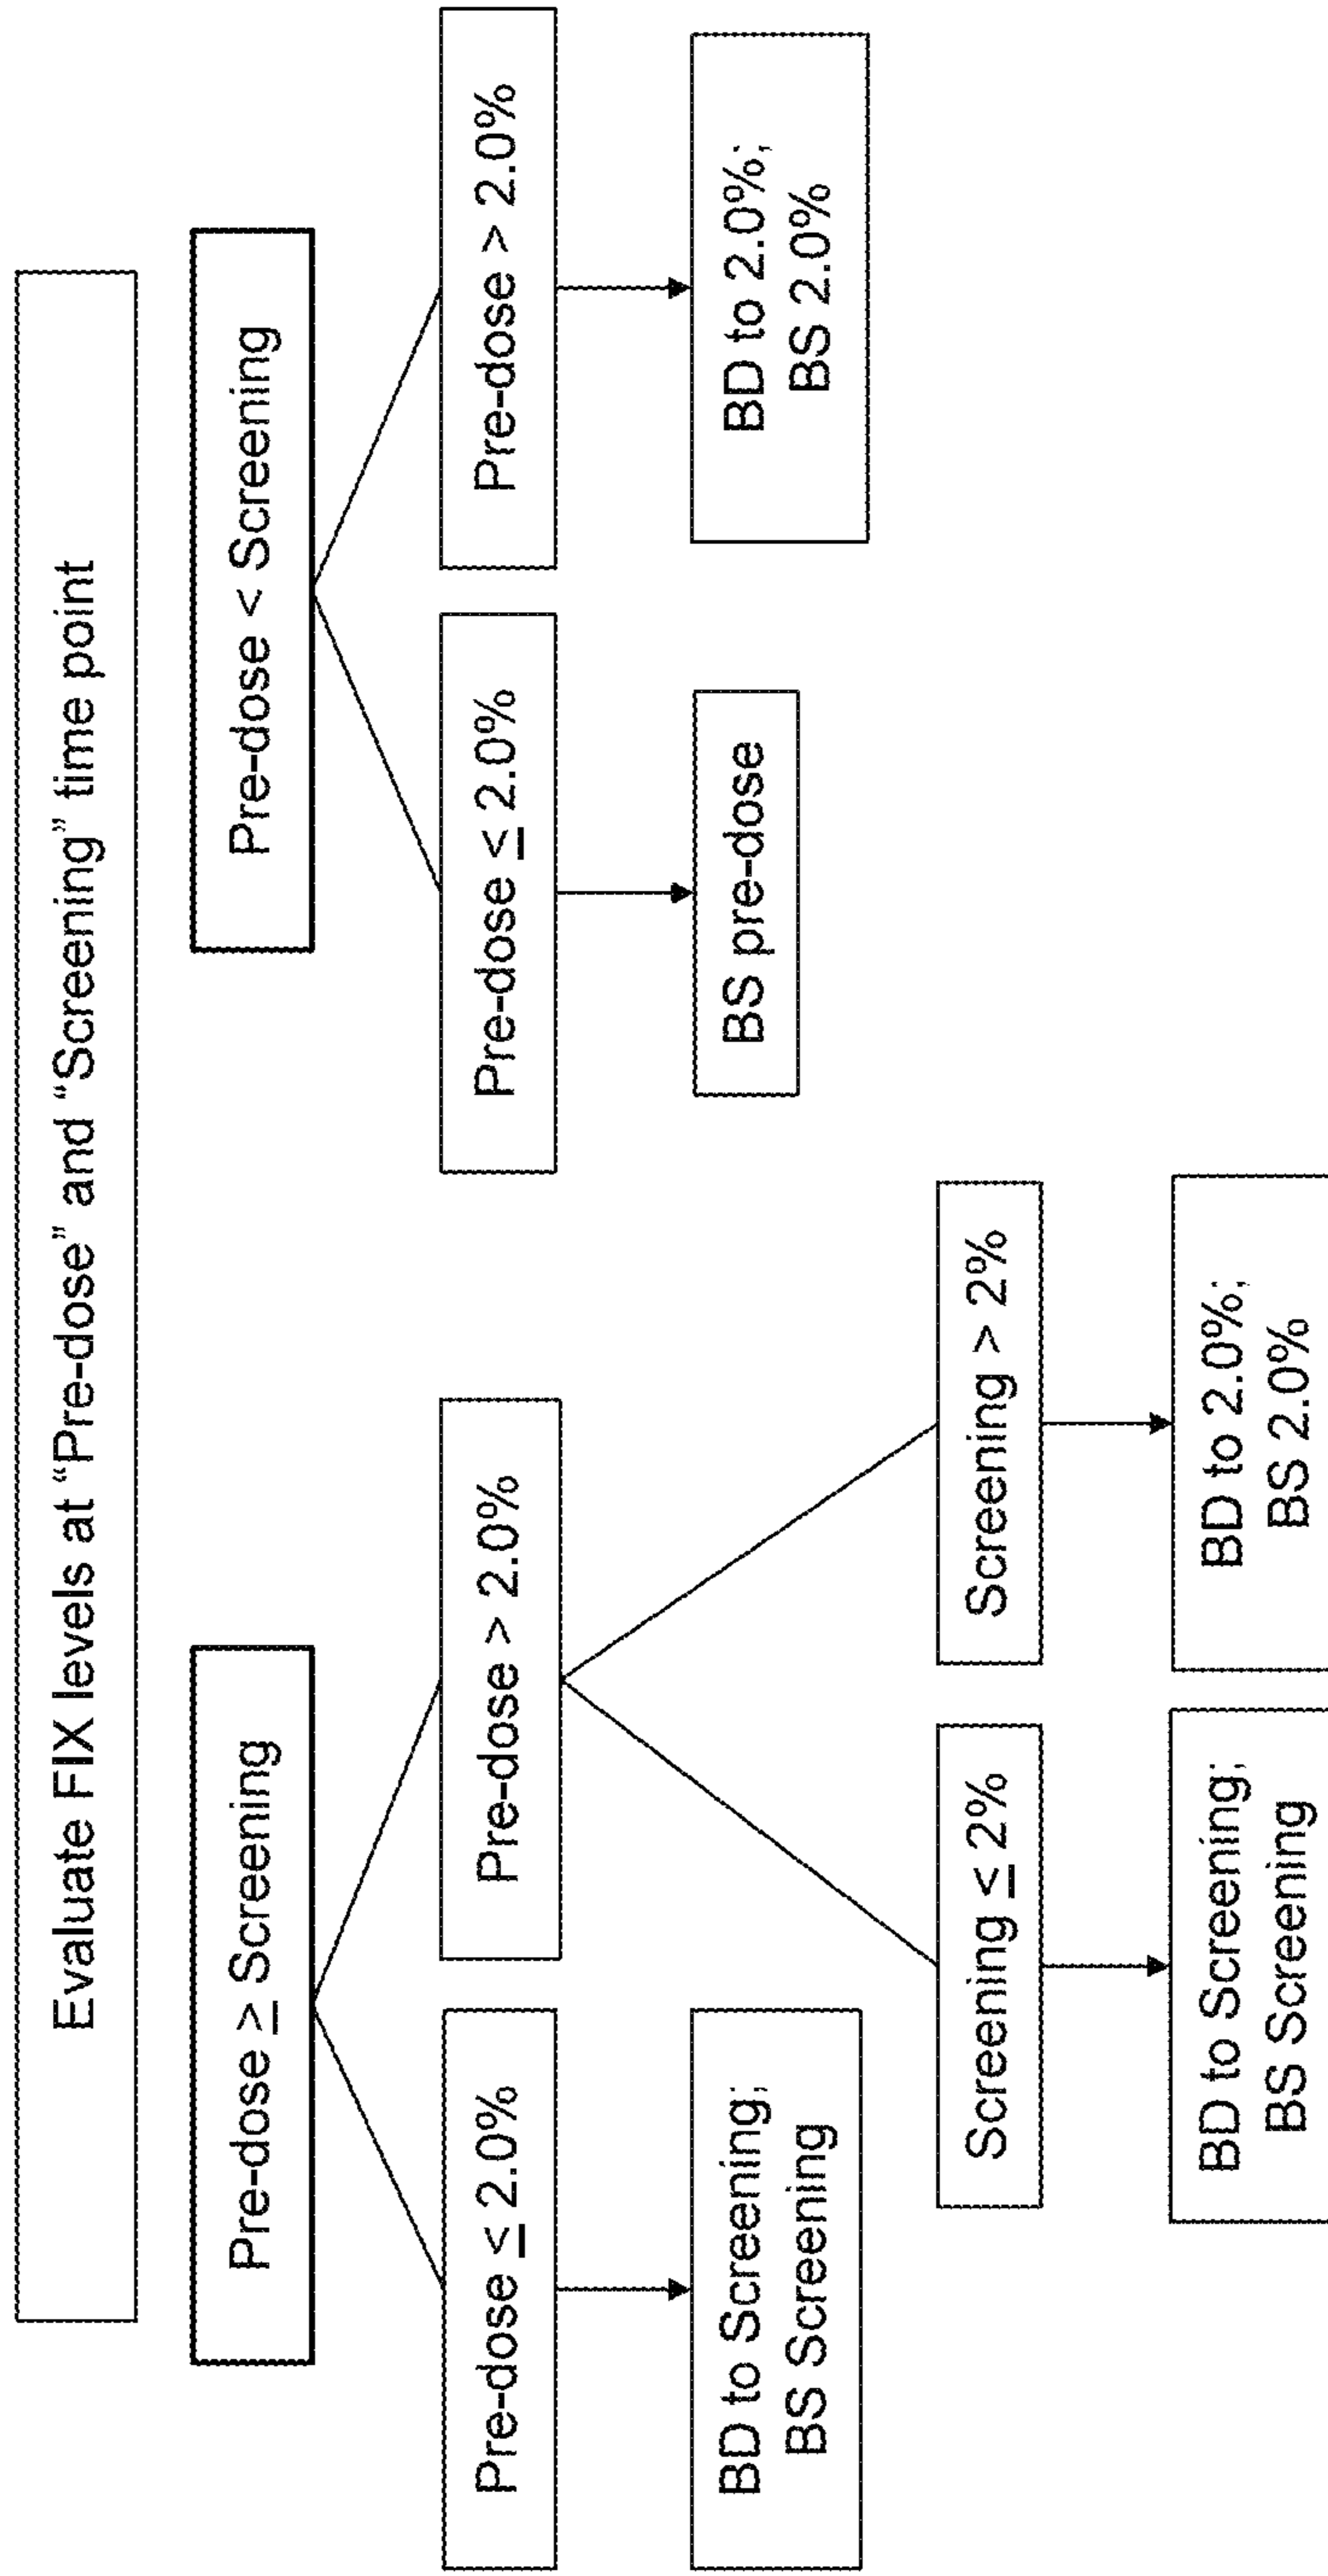 Evaluate FIX levels at “Pre-dose” and “Screening” time point
Pre-dose ≥ Screening
Pre-dose < Screening
Pre-dose ≤ 2.0%
Pre-dose > 2.0%
Pre-dose ≤ 2.0%
Pre-dose > 2.0%
BD to Screening;
BS Screening
BS pre-dose
BD to 2.0%;
BS 2.0%
Screening ≤ 2%
Screening > 2%
BD to Screening;
BS Screening
BD to 2.0%;
BS 2.0%